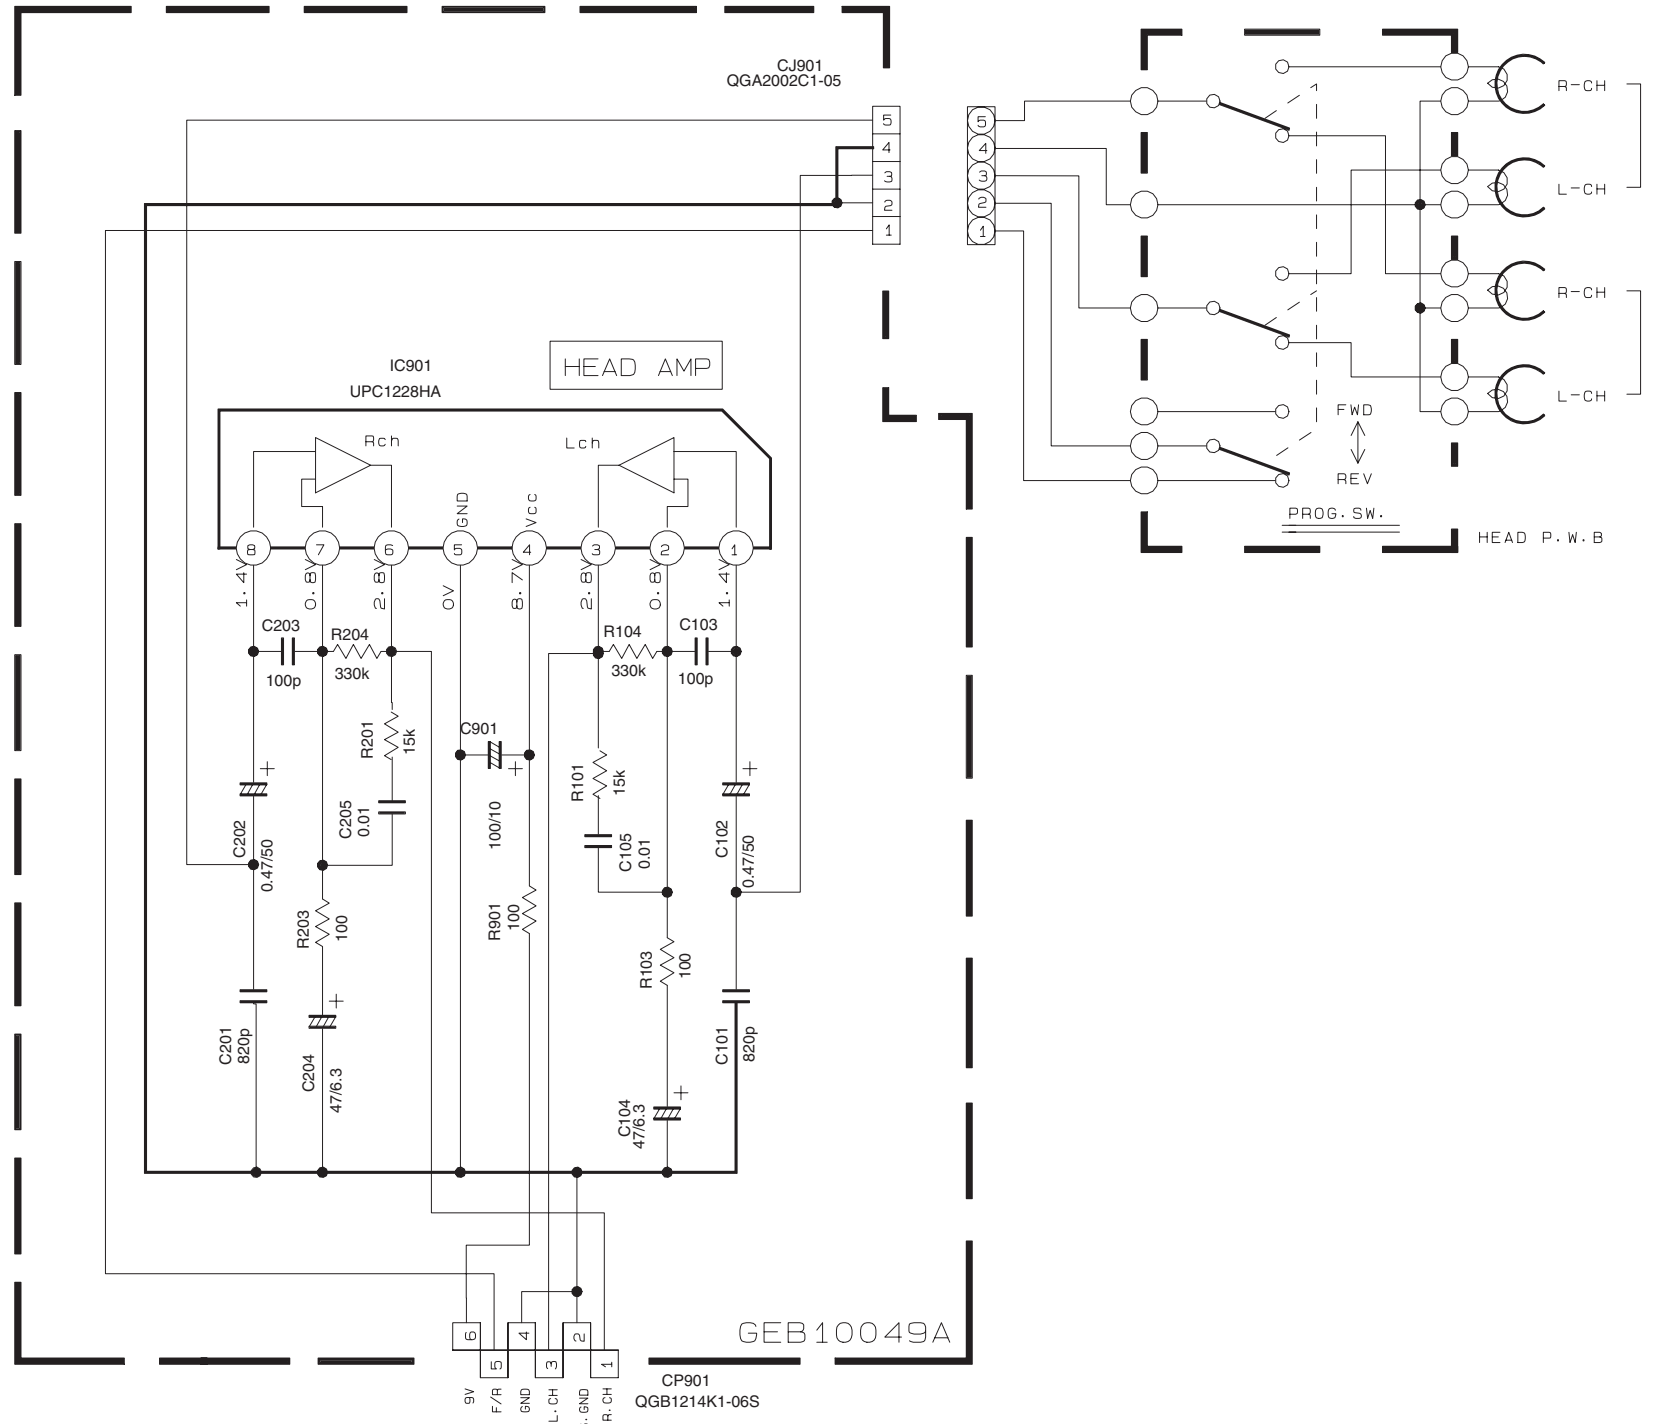 CJ901
QGA2002C1-05
5
4
3
2
1
5
4
3
2
1
R-CH
L-CH
R-CH
L-CH
FWD
REV
PROG.SW.
HEAD P.W.B
IC901
UPC1228HA
HEAD AMP
Rch
Lch
GND
Vcc
8
7
6
5
4
3
2
1
1.4V
0.8V
2.8V
0V
8.7V
2.8V
0.8V
1.4V
C203
100p
R204
330k
R104
330k
C103
100p
R201
15k
C901
100/10
R101
15k
C202
0.47/50
C205
0.01
C105
0.01
C102
0.47/50
R203
100
R901
100
R103
100
C201
820p
C204
47/6.3
C104
47/6.3
C101
820p
GEB10049A
6
5
4
3
2
1
9V
F/R
GND
L.CH
GND
R.CH
CP901
QGB1214K1-06S